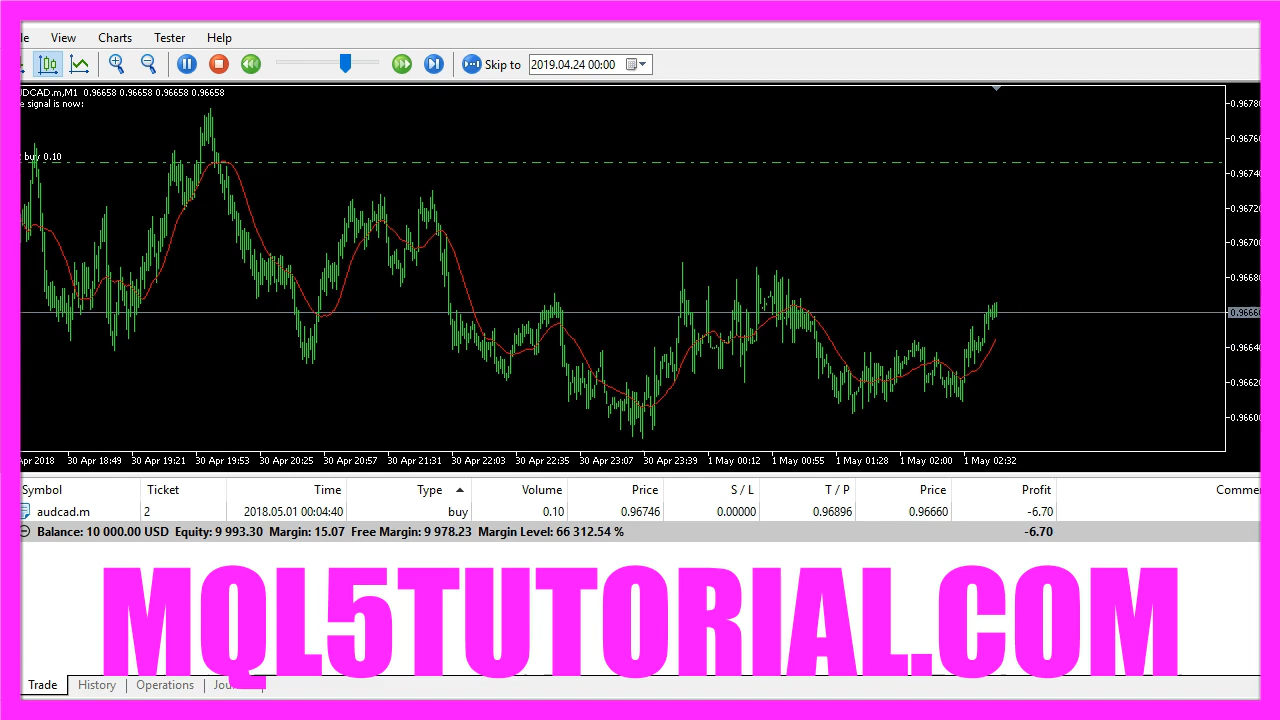 View Charts Tester Help
Skip to 2019.04.24 00:00
DCAD.m,M1 0.96658 0.96658 0.96658 0.96658
e signal is now:
buy 0.10
0.96780
0.96760
0.96740
0.96720
0.96700
0.96680
0.96660
0.96640
0.96620
0.96600
Apr 2018 30 Apr 18:49 30 Apr 19:21 30 Apr 19:53 30 Apr 20:25 30 Apr 20:57 30 Apr 21:31 30 Apr 22:03 30 Apr 22:35 30 Apr 23:07 30 Apr 23:39 1 May 00:12 1 May 00:55 1 May 01:28 1 May 02:00 1 May 02:32
Symbol Ticket Time Type Volume Price S / L T / P Price Profit Comme
audcad.m 2 2018.05.01 00:04:40 buy 0.10 0.96746 0.00000 0.96896 0.96660 -6.70
Balance: 10 000.00 USD Equity: 9 993.30 Margin: 15.07 Free Margin: 9 978.23 Margin Level: 66 312.54 % -6.70
MQL5TUTORIAL.COM
Trade History Operations